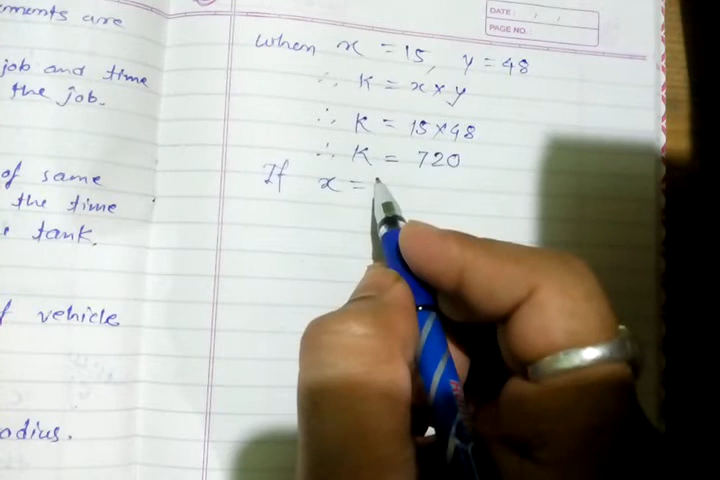 ments are
job and time
the job.
of same
the time
tank.
vehicle
adius.
DATE: / /
PAGE NO.
When x = 15, y = 48
∴ K = x × y
∴ K = 15 × 48
∴ K = 720
If x =